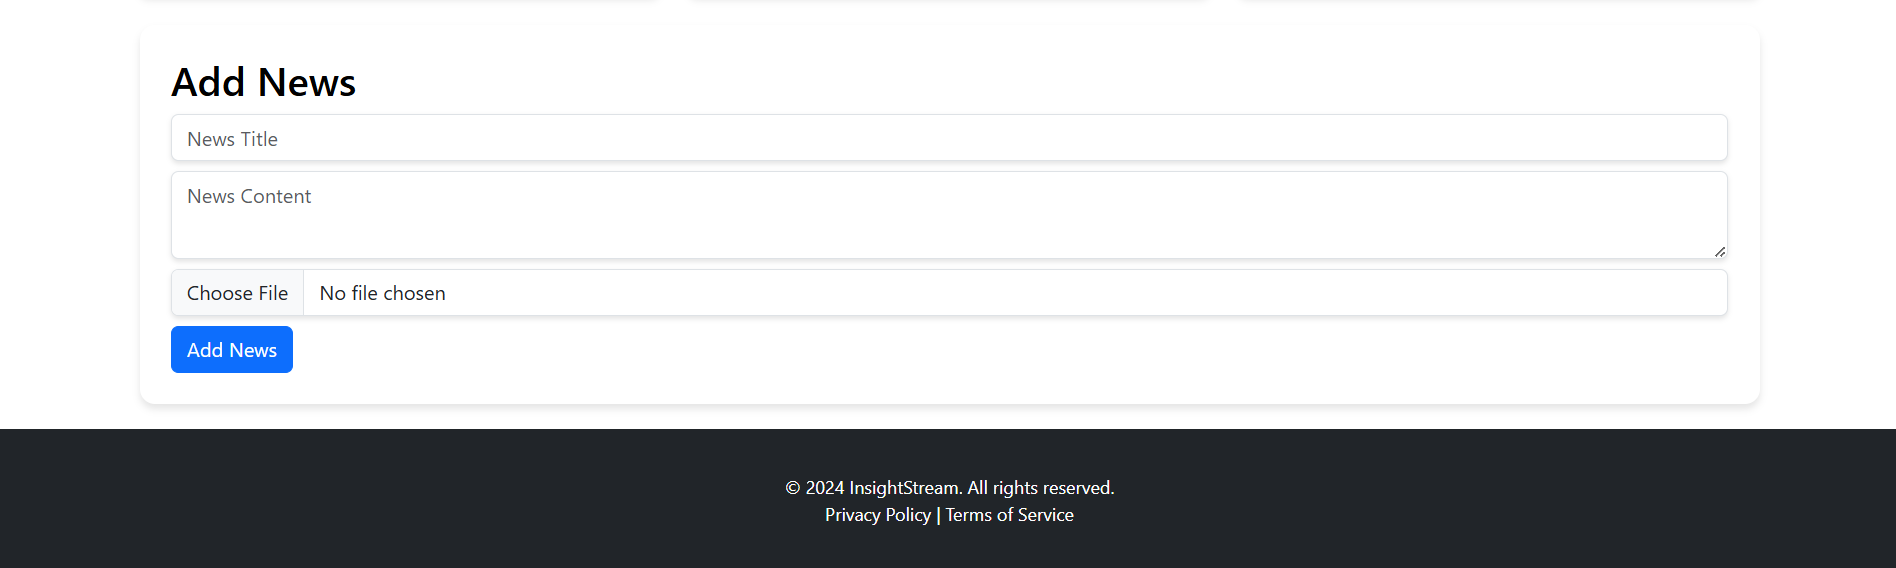 Add News
News Title
News Content
Choose File No file chosen
Add News
© 2024 InsightStream. All rights reserved.
Privacy Policy | Terms of Service